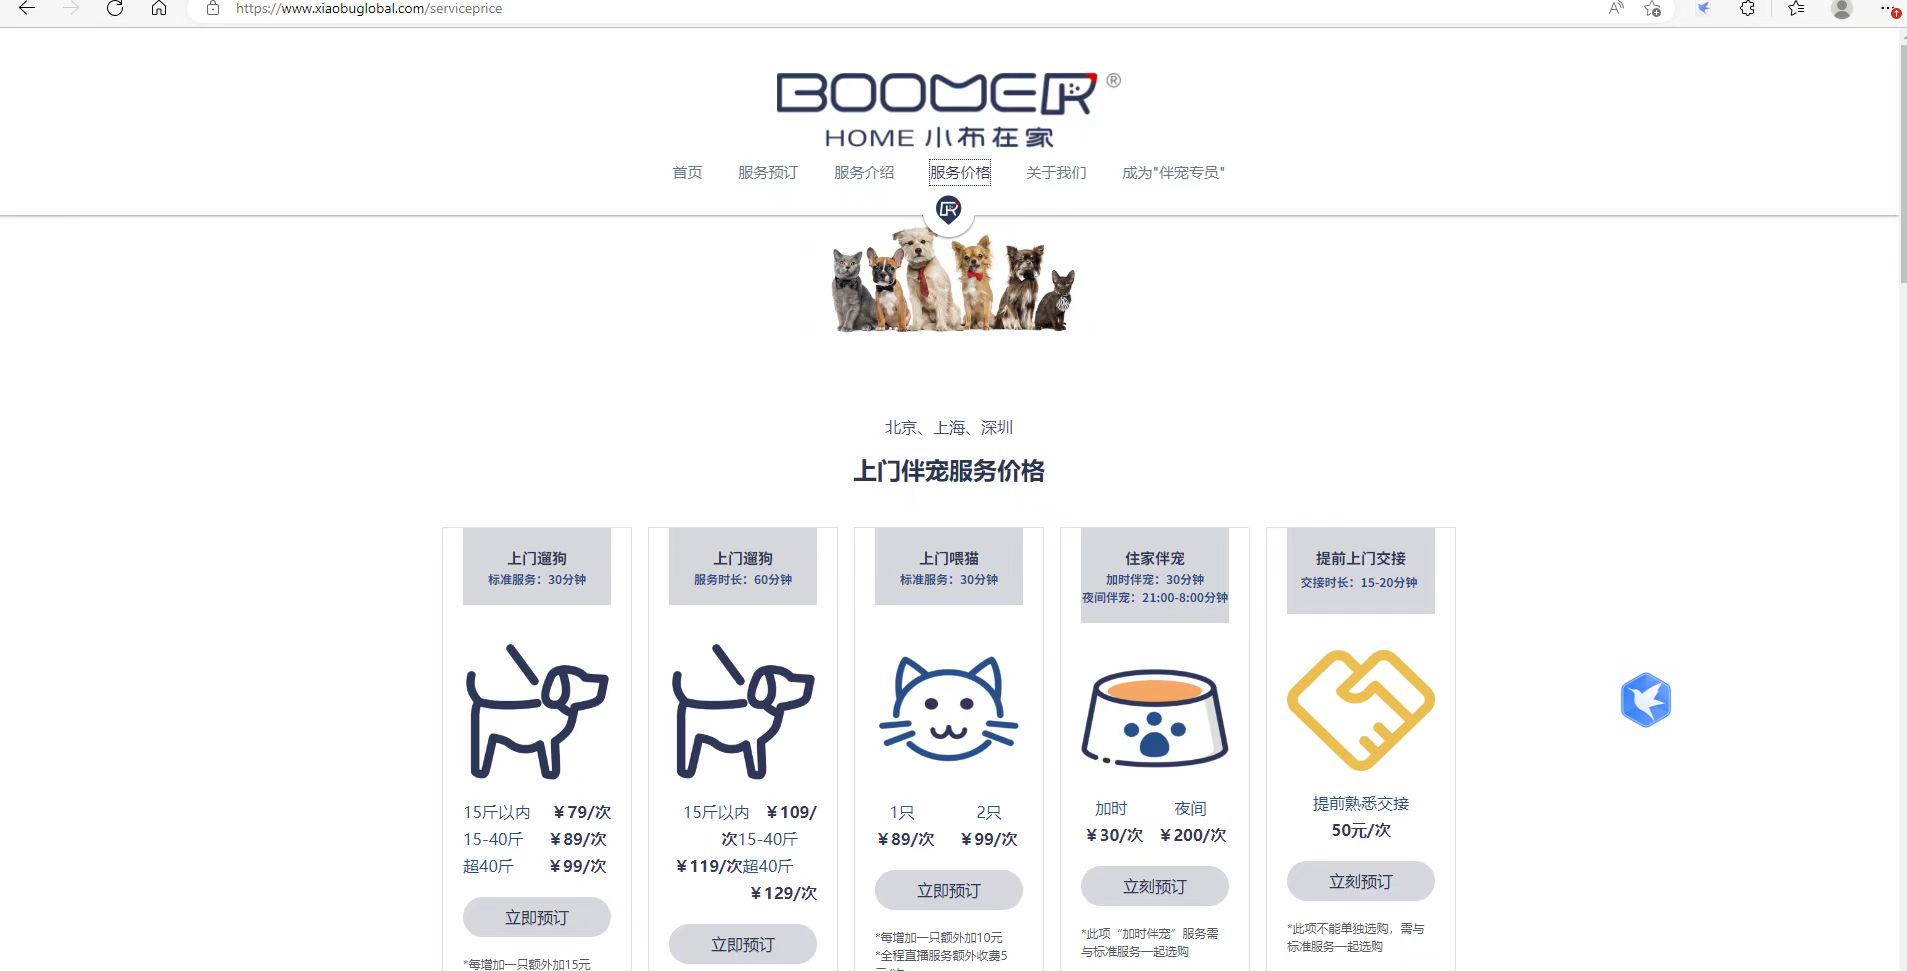 https://www.xiaobuglobal.com/serviceprice
BOOMER®
HOME 小布在家
首页 服务预订 服务介绍 服务价格 关于我们 成为"伴宠专员"
北京、上海、深圳
上门伴宠服务价格
上门遛狗
标准服务：30分钟
15斤以内 ¥79/次
15-40斤 ¥89/次
超40斤 ¥99/次
立即预订
*每增加一只额外加15元
上门遛狗
服务时长：60分钟
15斤以内 ¥109/
次15-40斤
¥119/次超40斤
¥129/次
立即预订
上门喂猫
标准服务：30分钟
1只 2只
¥89/次 ¥99/次
立即预订
*每增加一只额外加10元
*全程直播服务额外收费5
住家伴宠
加时伴宠：30分钟
夜间伴宠：21:00-8:00分钟
加时 夜间
¥30/次 ¥200/次
立刻预订
*此项“加时伴宠”服务需
与标准服务一起选购
提前上门交接
交接时长：15-20分钟
提前熟悉交接
50元/次
立刻预订
*此项不能单独选购，需与
标准服务一起选购